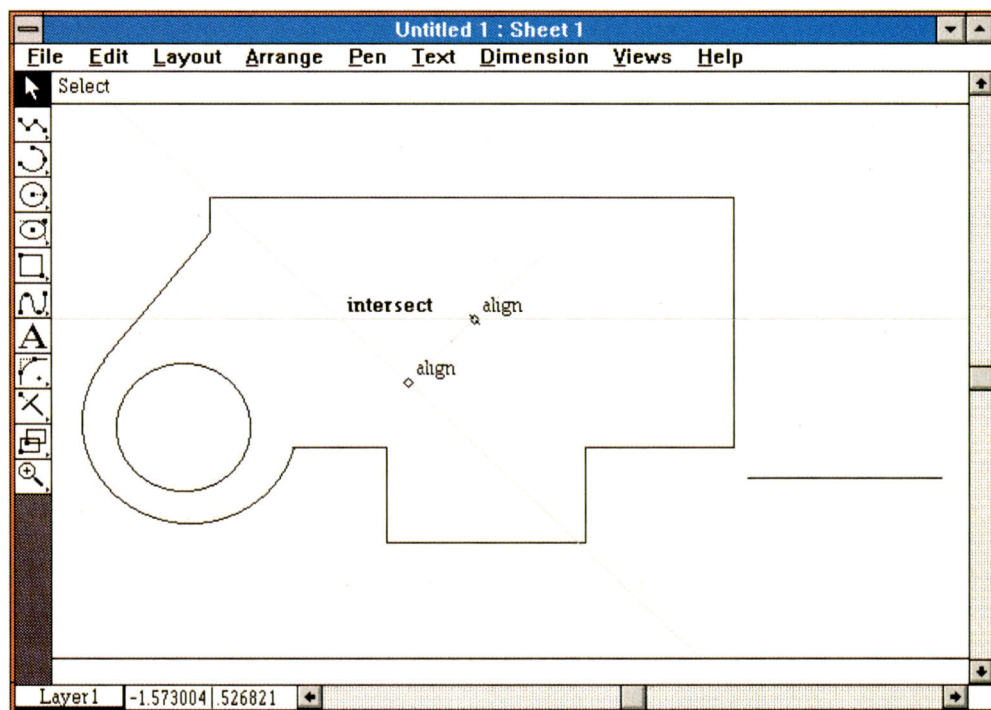 Untitled 1 : Sheet 1
File Edit Layout Arrange Pen Text Dimension Views Help
Select
A
intersect align
align
Layer1 -1.573004 .526821